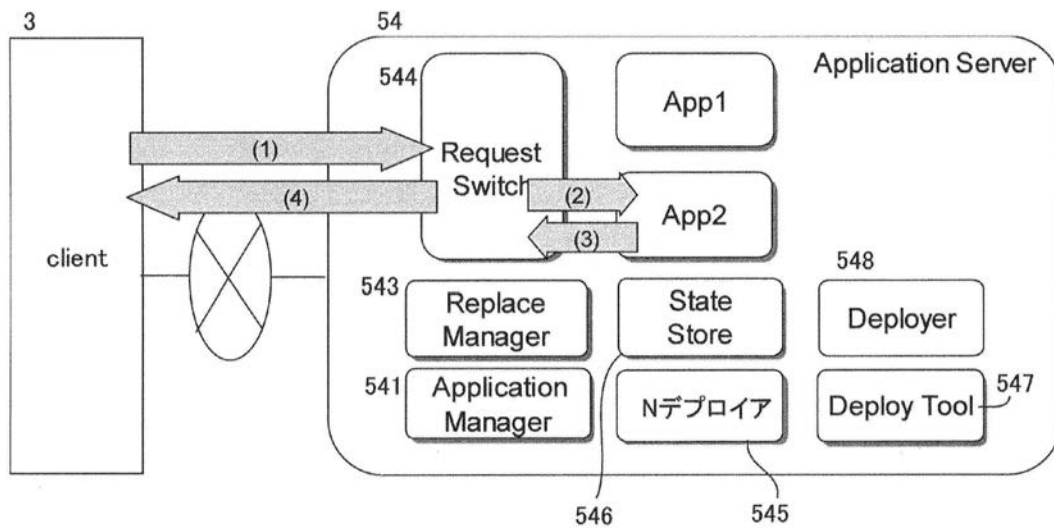 3
54
Application Server
544
App1
(1)
Request
Switch
(2)
(4)
App2
(3)
client
543
548
Replace
Manager
State
Store
Deployer
541
Application
Manager
Nデプロイア
Deploy Tool
547
546
545